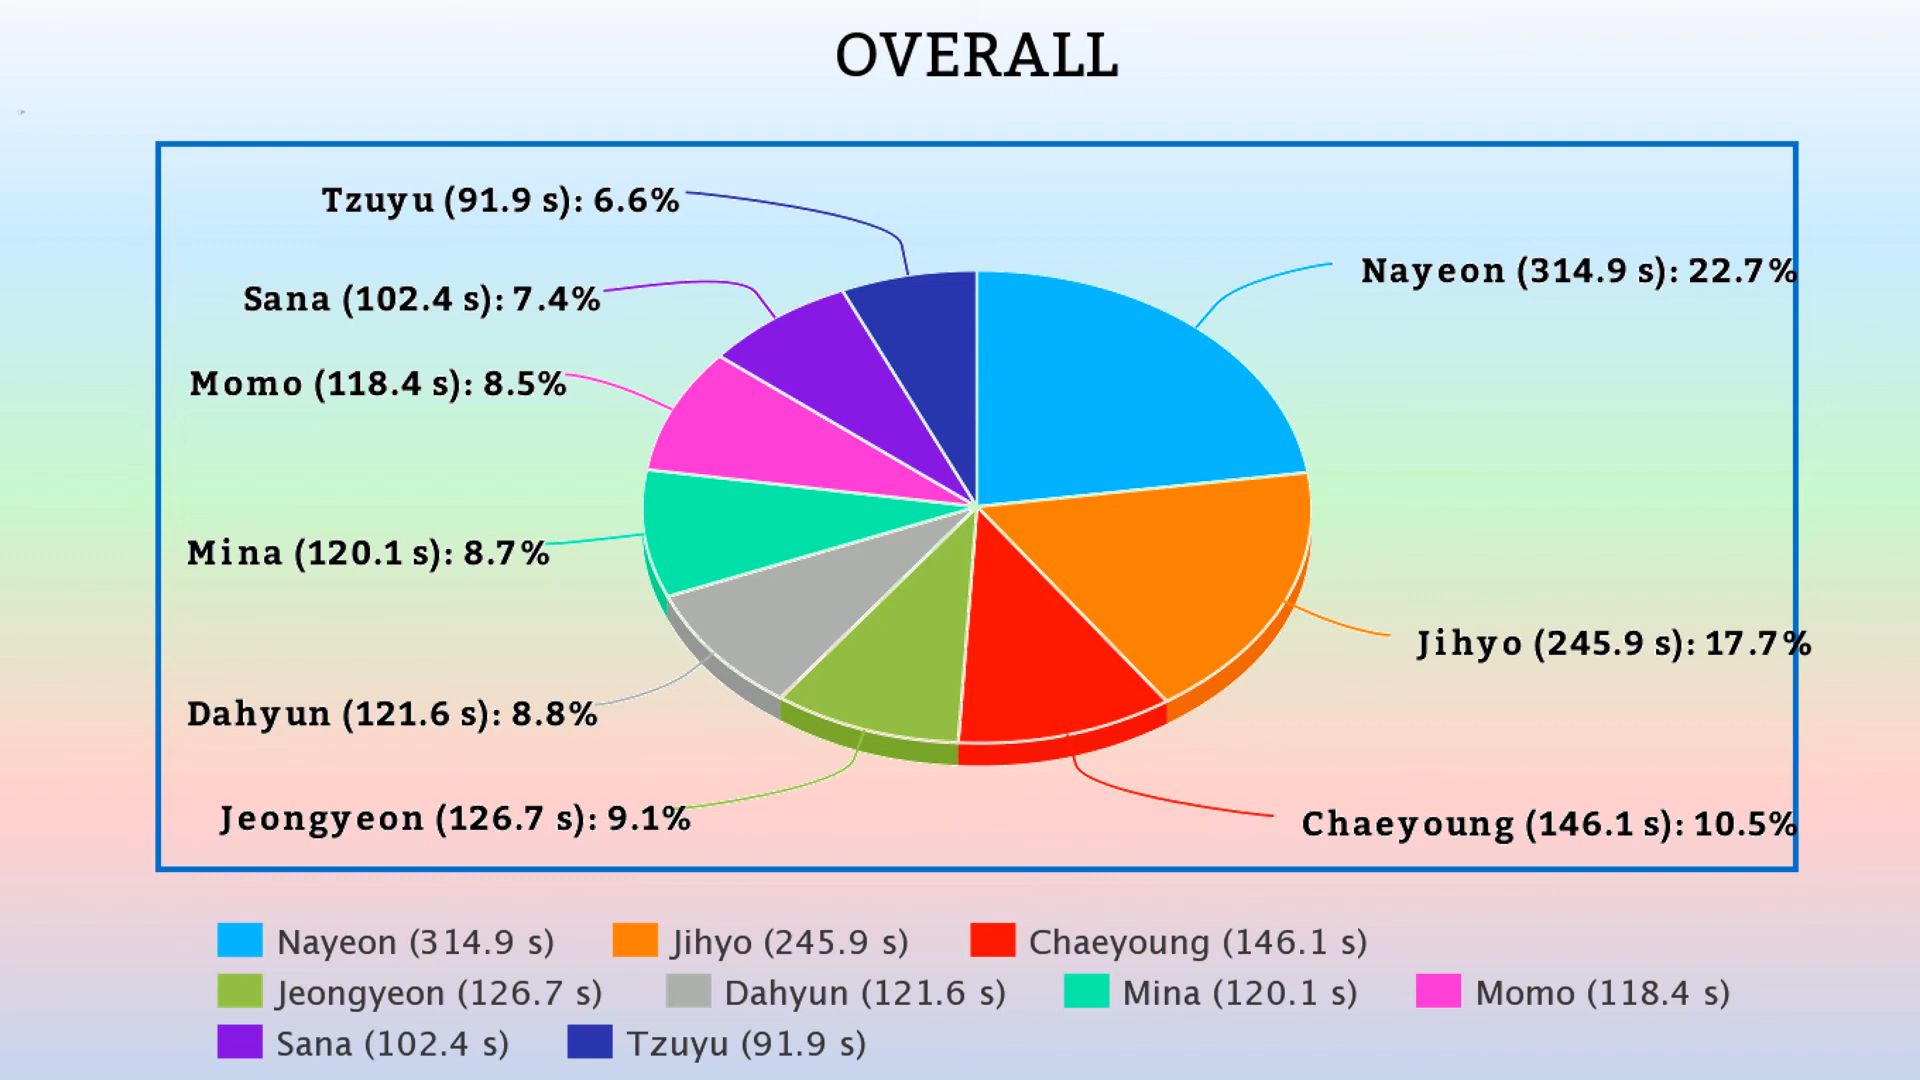 OVERALL
Tzuyu (91.9 s): 6.6%
Nayeon (314.9 s): 22.7%
Sana (102.4 s): 7.4%
Momo (118.4 s): 8.5%
Mina (120.1 s): 8.7%
Jihyo (245.9 s): 17.7%
Dahyun (121.6 s): 8.8%
Jeongyeon (126.7 s): 9.1%
Chaeyoung (146.1 s): 10.5%
Nayeon (314.9 s) Jihyo (245.9 s) Chaeyoung (146.1 s)
Jeongyeon (126.7 s) Dahyun (121.6 s) Mina (120.1 s) Momo (118.4 s)
Sana (102.4 s) Tzuyu (91.9 s)